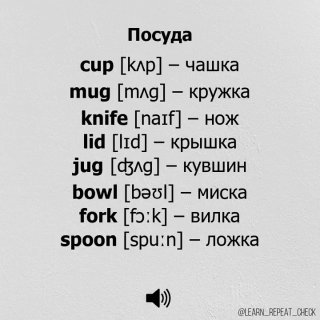 Посуда
cup [kʌp] – чашка
mug [mʌg] – кружка
knife [naɪf] – нож
lid [lɪd] – крышка
jug [ʤʌg] – кувшин
bowl [bəʊl] – миска
fork [fɔːk] – вилка
spoon [spuːn] – ложка
@LEARN_REPEAT_CHECK